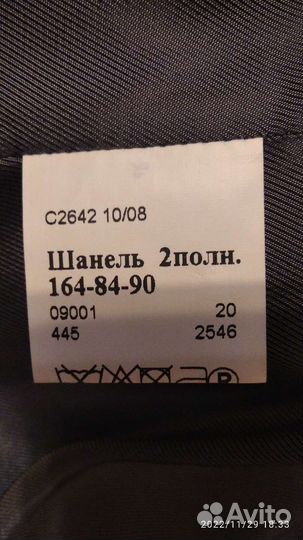 C2642 10/08
Шанель 2полн.
164-84-90
09001 20
445 2546
P
Avito
2022/11/29 18:33